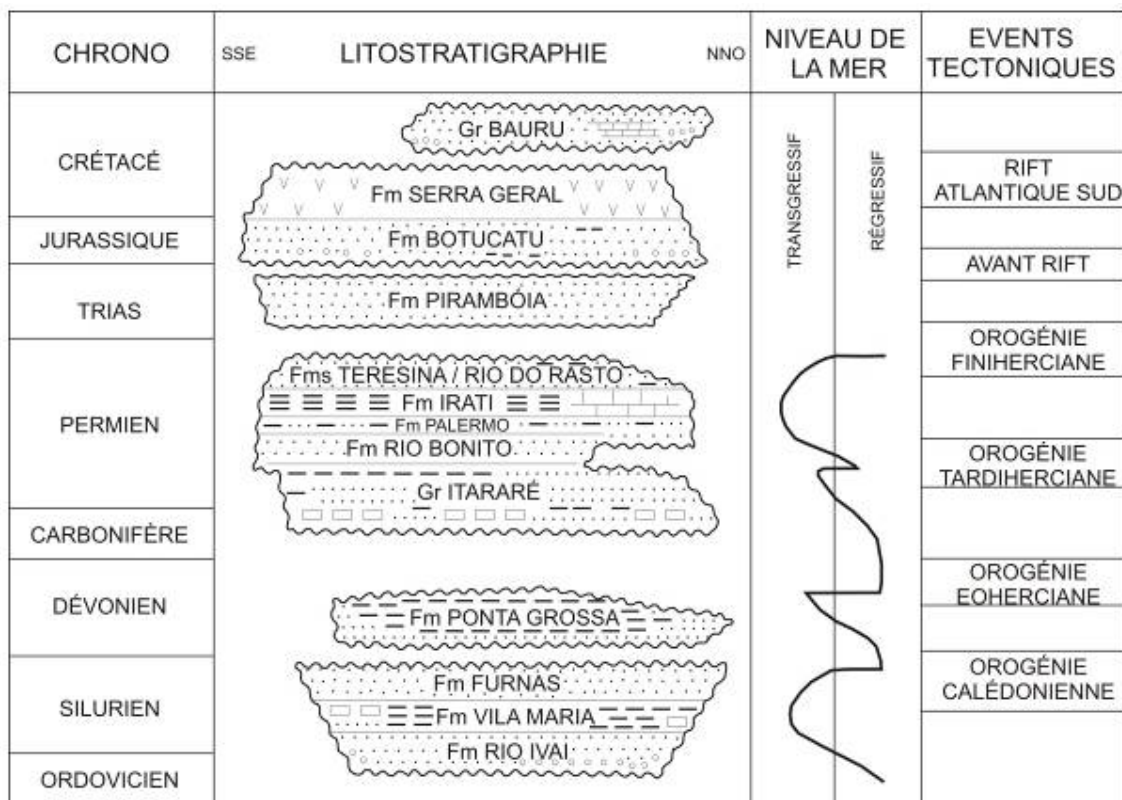 CHRONO
SSE
LITOSTRATIGRAPHIE
NNO
NIVEAU DE
LA MER
EVENTS
TECTONIQUES
CRÉTACÉ
JURASSIQUE
TRIAS
PERMIEN
CARBONIFÈRE
DÉVONIEN
SILURIEN
ORDOVICIEN
Gr BAURU
Fm SERRA GERAL
Fm BOTUCATU
Fm PIRAMBÓIA
Fms TERESINA / RIO DO RASTO
Fm IRATI
Fm PALERMO
Fm RIO BONITO
Gr ITARARÉ
Fm PONTA GROSSA
Fm FURNAS
Fm VILA MARIA
Fm RIO IVAI
TRANSGRESSIF
RÉGRESSIF
RIFT
ATLANTIQUE SUD
AVANT RIFT
OROGÉNIE
FINIHERCIANE
OROGÉNIE
TARDIHERCIANE
OROGÉNIE
EOHERCIANE
OROGÉNIE
CALÉDONIENNE